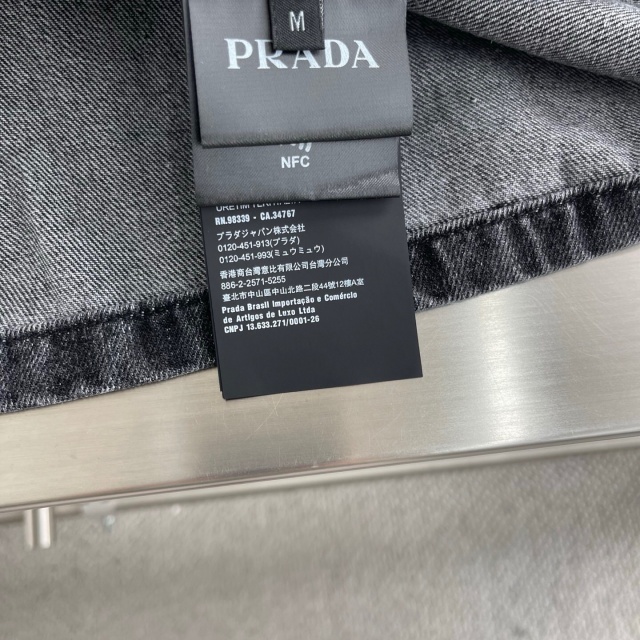 M
PRADA
NFC
RN.98339 - CA.34767
プラダジャパン株式会社
0120-451-913(プラダ)
0120-451-993(ミュウミュウ)
香港商台灣意比有限公司台灣分公司
886-2-2571-5255
臺北市中山區中山北路二段44號12樓A室
Prada Brasil Importação e Comércio
de Artigos de Luxo Ltda
CNPJ 13.633.271/0001-26